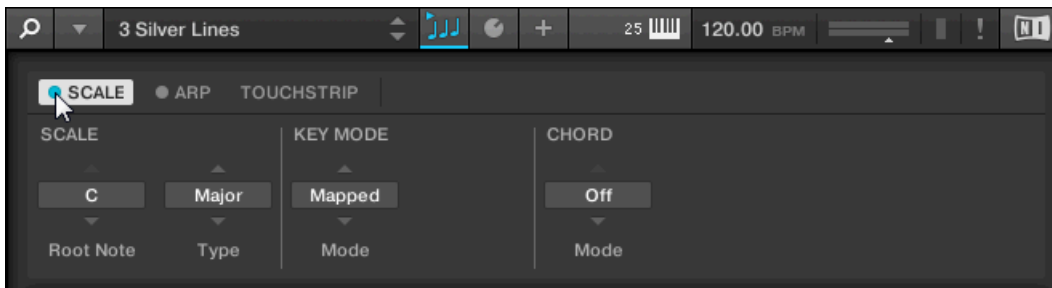 3 Silver Lines 25 120.00 BPM ! NI
SCALE ARP TOUCHSTRIP
SCALE KEY MODE CHORD
C Major Mapped Off
Root Note Type Mode Mode